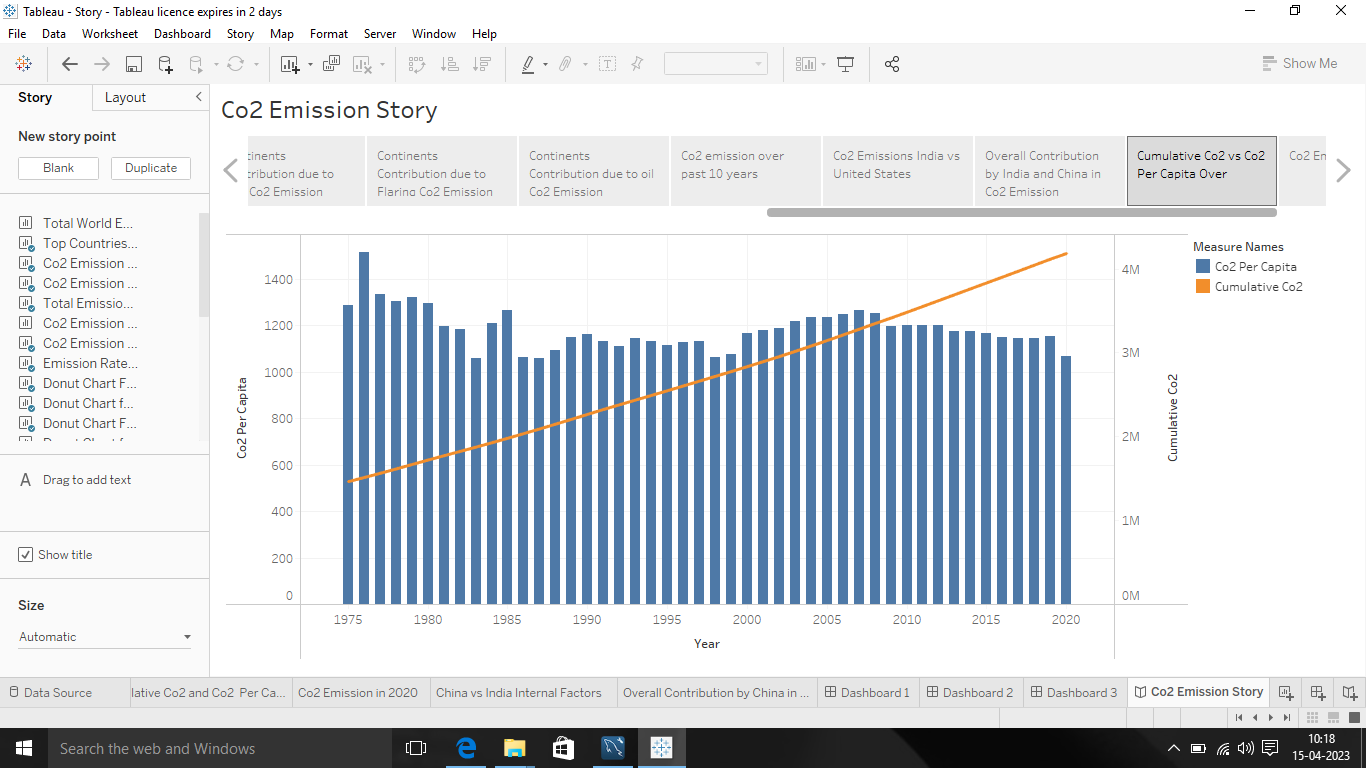 Tableau - Story - Tableau licence expires in 2 days
File Data Worksheet Dashboard Story Map Format Server Window Help
Show Me
Story Layout
New story point
Blank Duplicate
Total World E...
Top Countries...
Co2 Emission ...
Co2 Emission ...
Total Emissio...
Co2 Emission ...
Co2 Emission ...
Emission Rate...
Donut Chart F...
Donut Chart f...
Donut Chart F...
A Drag to add text
Show title
Size
Automatic
Co2 Emission Story
Co2 Emission
Continents
Contribution due to
Flaring Co2 Emission
Continents
Contribution due to oil
Co2 Emission
Co2 emission over
past 10 years
Co2 Emissions India vs
United States
Overall Contribution
by India and China in
Co2 Emission
Cumulative Co2 vs Co2
Per Capita Over
Co2 En
Co2 Per Capita
1400
1200
1000
800
600
400
200
0
4M
3M
2M
1M
0M
Cumulative Co2
1975 1980 1985 1990 1995 2000 2005 2010 2015 2020
Year
Measure Names
Co2 Per Capita
Cumulative Co2
Data Source lative Co2 and Co2 Per Ca... Co2 Emission in 2020 China vs India Internal Factors Overall Contribution by China in ... Dashboard 1 Dashboard 2 Dashboard 3 Co2 Emission Story
Search the web and Windows
10:18
15-04-2023